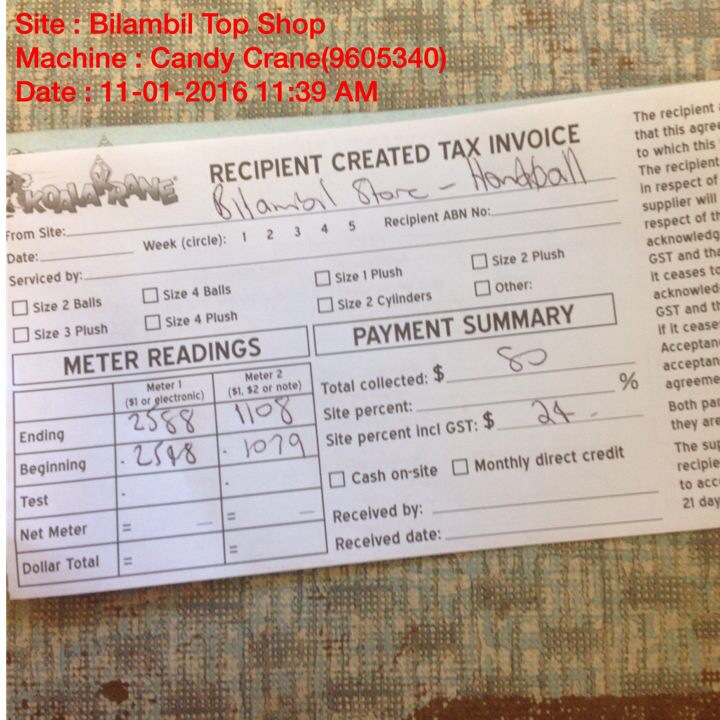 Site : Bilambil Top Shop
Machine : Candy Crane(9605340)
Date : 11-01-2016 11:39 AM
KOALAKRANE
RECIPIENT CREATED TAX INVOICE
From Site: Bilambil Store -
Date: Week (circle): 1 2 3 4 5 Recipient ABN No:
Serviced by:
Size 2 Balls Size 4 Balls Size 1 Plush Size 2 Plush
Size 3 Plush Size 4 Plush Size 2 Cylinders Other:
METER READINGS
Meter 1 Meter 2
($1 or electronic) ($1, $2 or note)
Ending 2588 1108
Beginning 2548 1079
Test
Net Meter = =
Dollar Total = =
PAYMENT SUMMARY
Total collected: $ 80
Site percent: %
Site percent incl GST: $ 24 -
Cash on-site Monthly direct credit
Received by:
Received date:
The recipient
that this agree
to which this
The recipient
in respect of
supplier will
respect of th
acknowledg
GST and tha
it ceases to
acknowled
GST and th
if it cease
Acceptan
acceptan
agreeme
Both par
they are
The sup
recipie
to acc
21 day